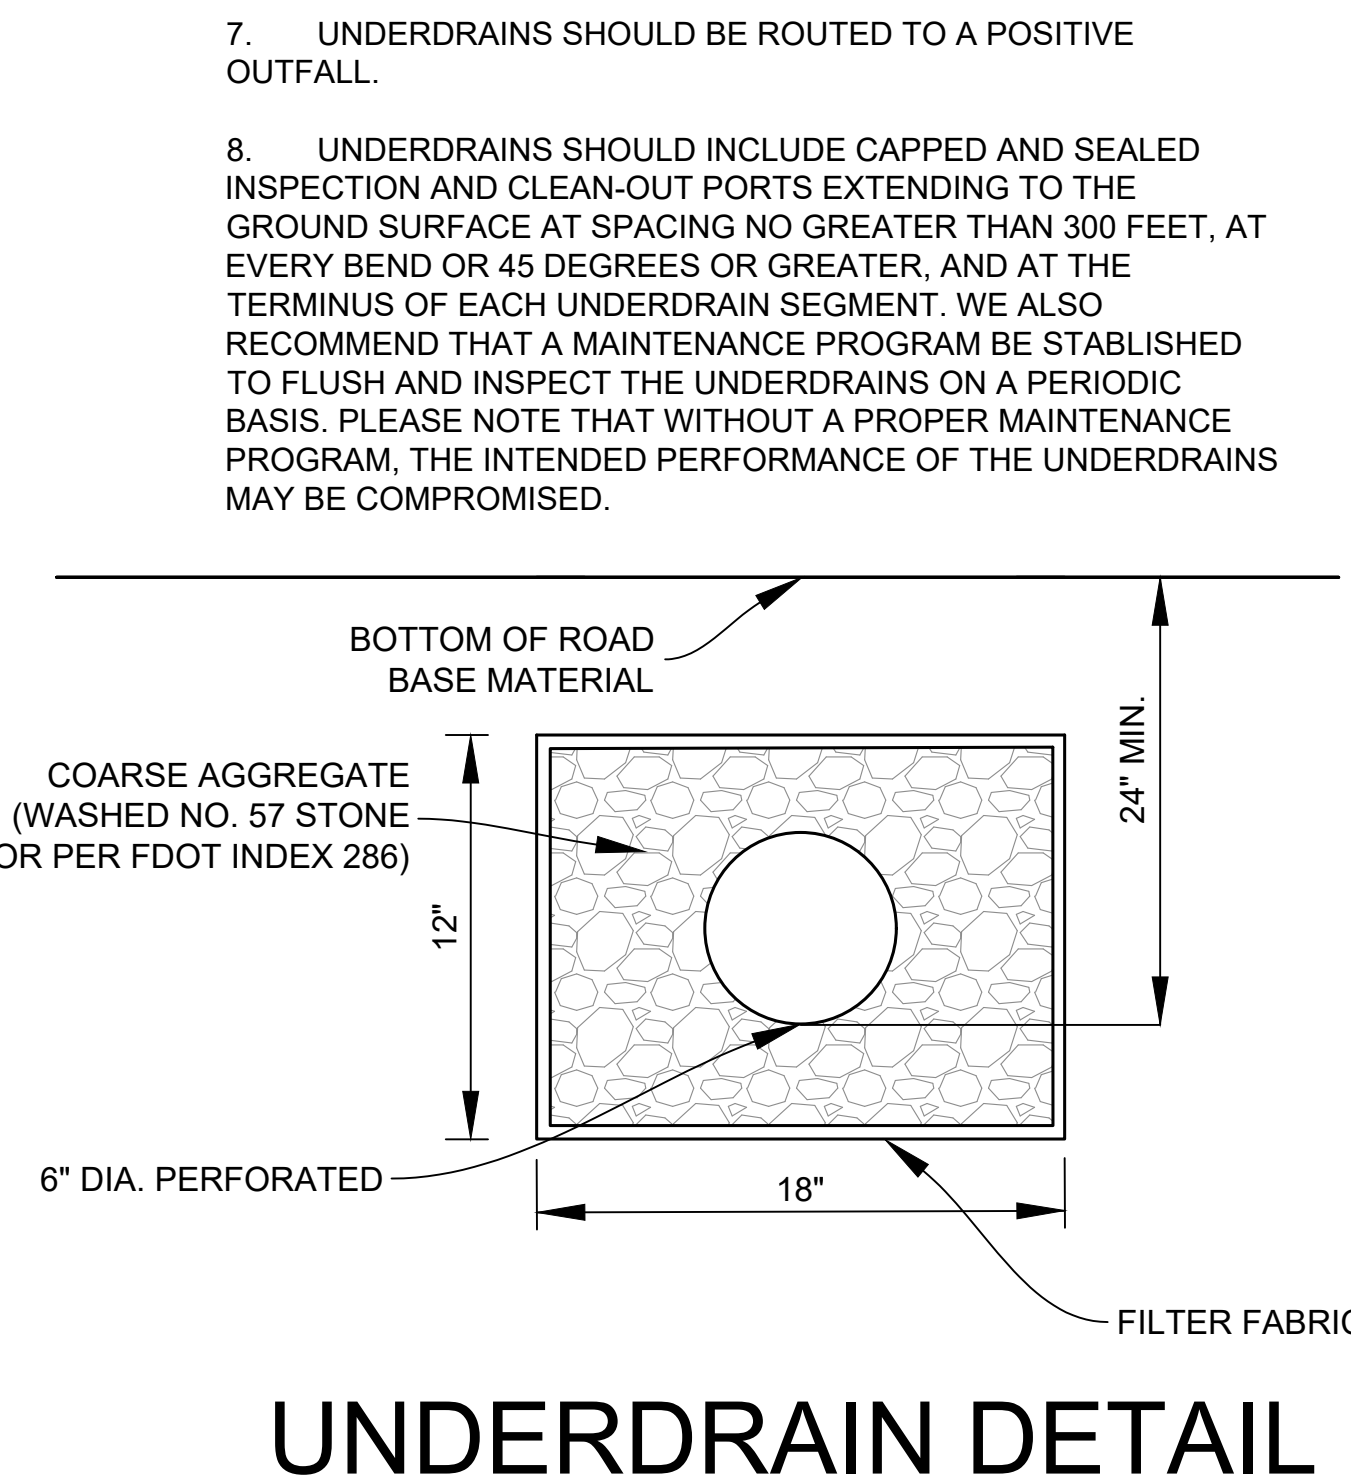 7. UNDERDRAINS SHOULD BE ROUTED TO A POSITIVE
OUTFALL.
8. UNDERDRAINS SHOULD INCLUDE CAPPED AND SEALED
INSPECTION AND CLEAN-OUT PORTS EXTENDING TO THE
GROUND SURFACE AT SPACING NO GREATER THAN 300 FEET, AT
EVERY BEND OR 45 DEGREES OR GREATER, AND AT THE
TERMINUS OF EACH UNDERDRAIN SEGMENT. WE ALSO
RECOMMEND THAT A MAINTENANCE PROGRAM BE STABLISHED
TO FLUSH AND INSPECT THE UNDERDRAINS ON A PERIODIC
BASIS. PLEASE NOTE THAT WITHOUT A PROPER MAINTENANCE
PROGRAM, THE INTENDED PERFORMANCE OF THE UNDERDRAINS
MAY BE COMPROMISED.
BOTTOM OF ROAD
BASE MATERIAL
24" MIN.
COARSE AGGREGATE
(WASHED NO. 57 STONE
OR PER FDOT INDEX 286)
12"
6" DIA. PERFORATED
18"
FILTER FABRIC
UNDERDRAIN DETAIL